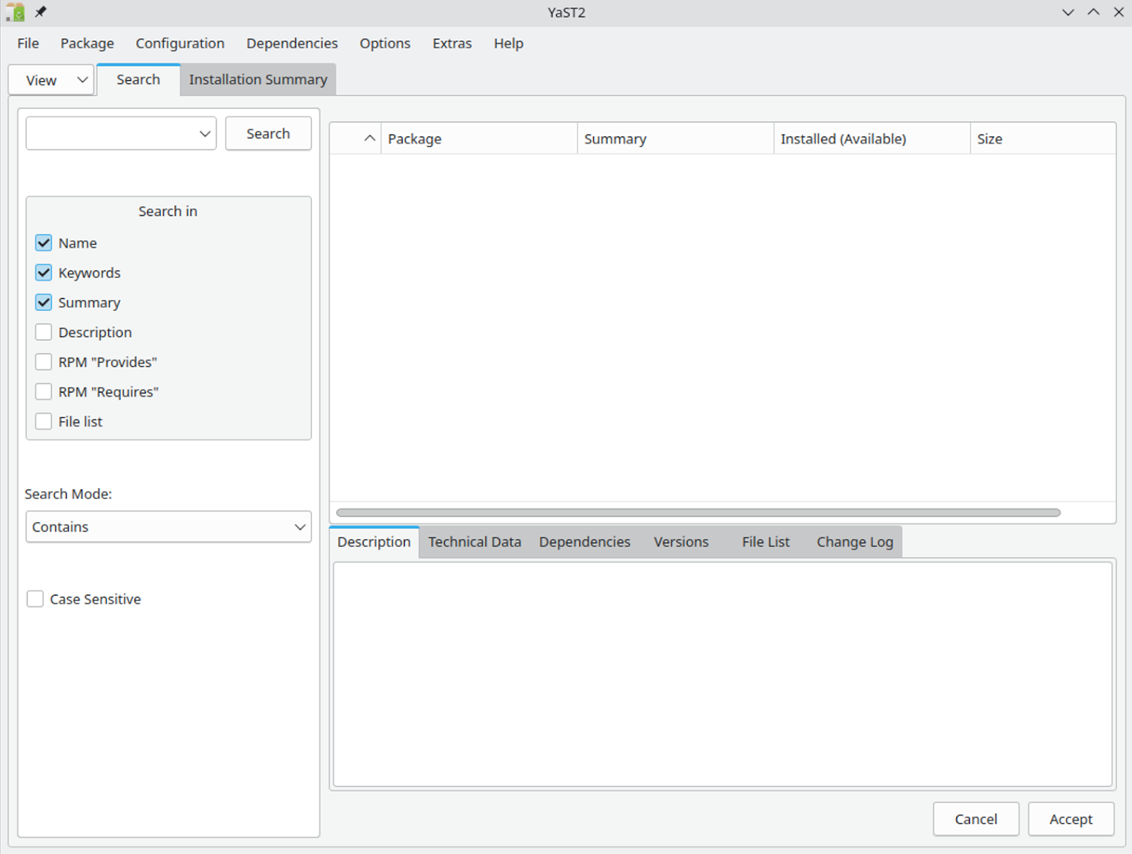 YaST2
File Package Configuration Dependencies Options Extras Help
View Search Installation Summary
Search
Search in
Name
Keywords
Summary
Description
RPM "Provides"
RPM "Requires"
File list
Search Mode:
Contains
Case Sensitive
Package Summary Installed (Available) Size
Description Technical Data Dependencies Versions File List Change Log
Cancel Accept